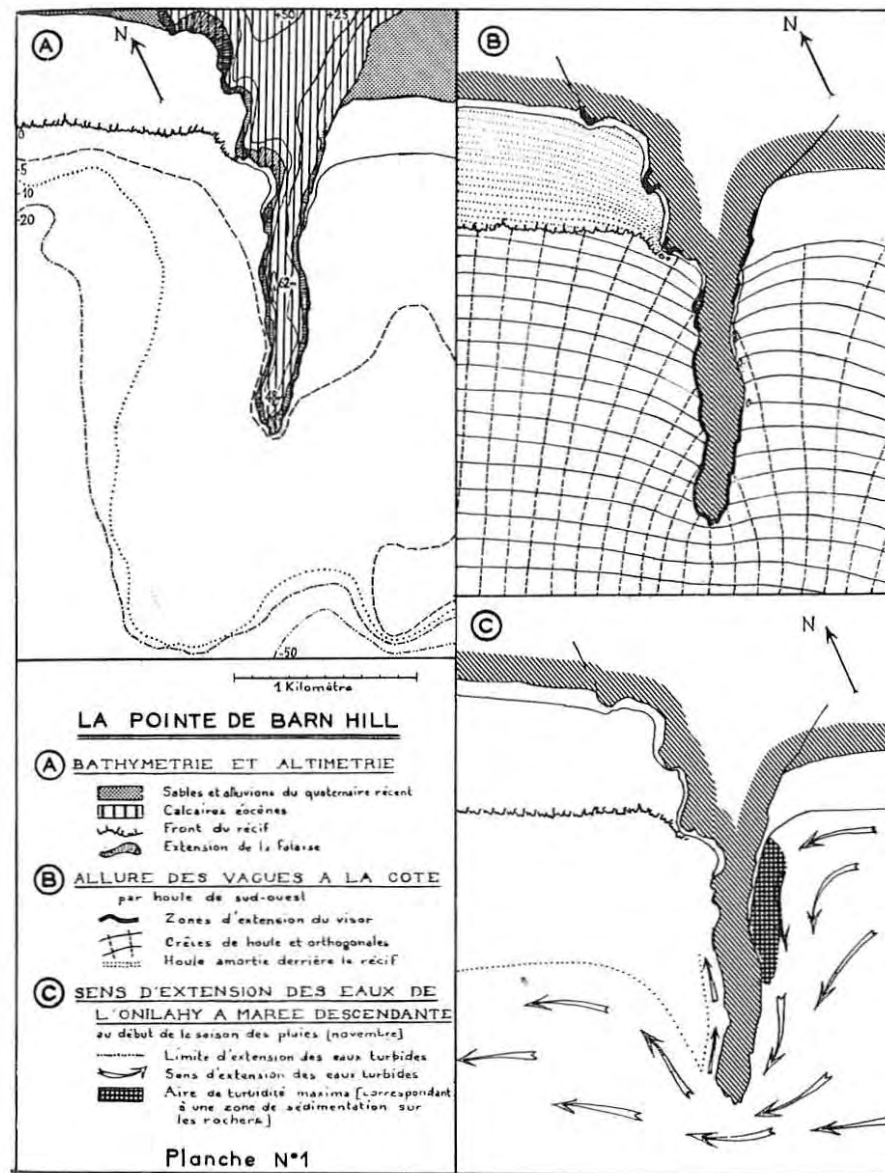 A
N
+50
+25
0
-5
-10
-20
62m
-50
B
N
C
N
1 Kilomètre
LA POINTE DE BARN HILL
A BATHYMETRIE ET ALTIMETRIE
Sables et alluvions du quaternaire récent
Calcaires éocènes
Front du récif
Extension de la falaise
B ALLURE DES VAGUES A LA COTE
par houle de sud-ouest
Zones d'extension du visor
Crêtes de houle et orthogonales
Houle amortie derrière le récif
C SENS D'EXTENSION DES EAUX DE
L'ONILAHY A MAREE DESCENDANTE
au début de la saison des pluies [novembre]
Limite d'extension des eaux turbides
Sens d'extension des eaux turbides
Aire de turbidité maxima [correspondant
à une zone de sédimentation sur
les rochers]
Planche N°1